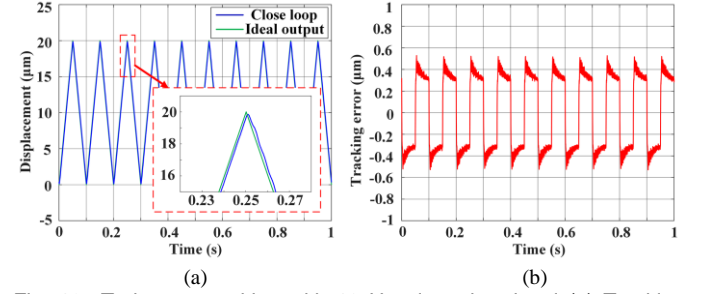 25
20
15
10
5
0
-5
Displacement (μm)
Close loop
Ideal output
20
18
16
0.23 0.25 0.27
0 0.2 0.4 0.6 0.8 1
Time (s)
(a)
1
0.8
0.6
0.4
0.2
0
-0.2
-0.4
-0.6
-0.8
-1
Tracking error (μm)
0 0.2 0.4 0.6 0.8 1
Time (s)
(b)